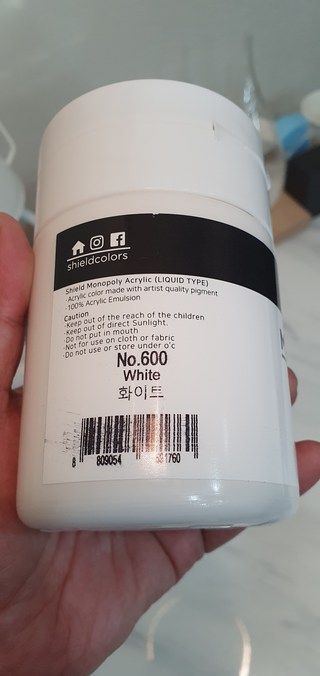 shieldcolors
Shield Monopoly Acrylic (LIQUID TYPE)
·Acrylic color made with artist quality pigment
·100% Acrylic Emulsion
Caution
·Keep out of the reach of the children
·Keep out of direct Sunlight.
·Do not put in mouth
·Not for use on cloth or fabric
·Do not use or store under o'c
No.600
White
화이트
8 809054